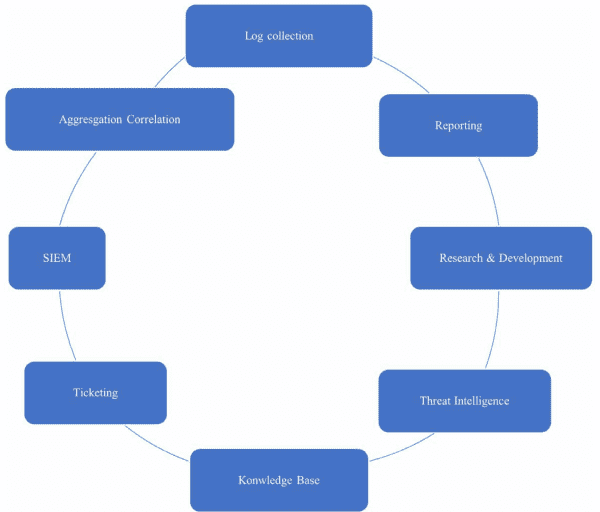 Log collection
Aggresgation Correlation
Reporting
SIEM
Research & Development
Ticketing
Threat Intelligence
Konwledge Base